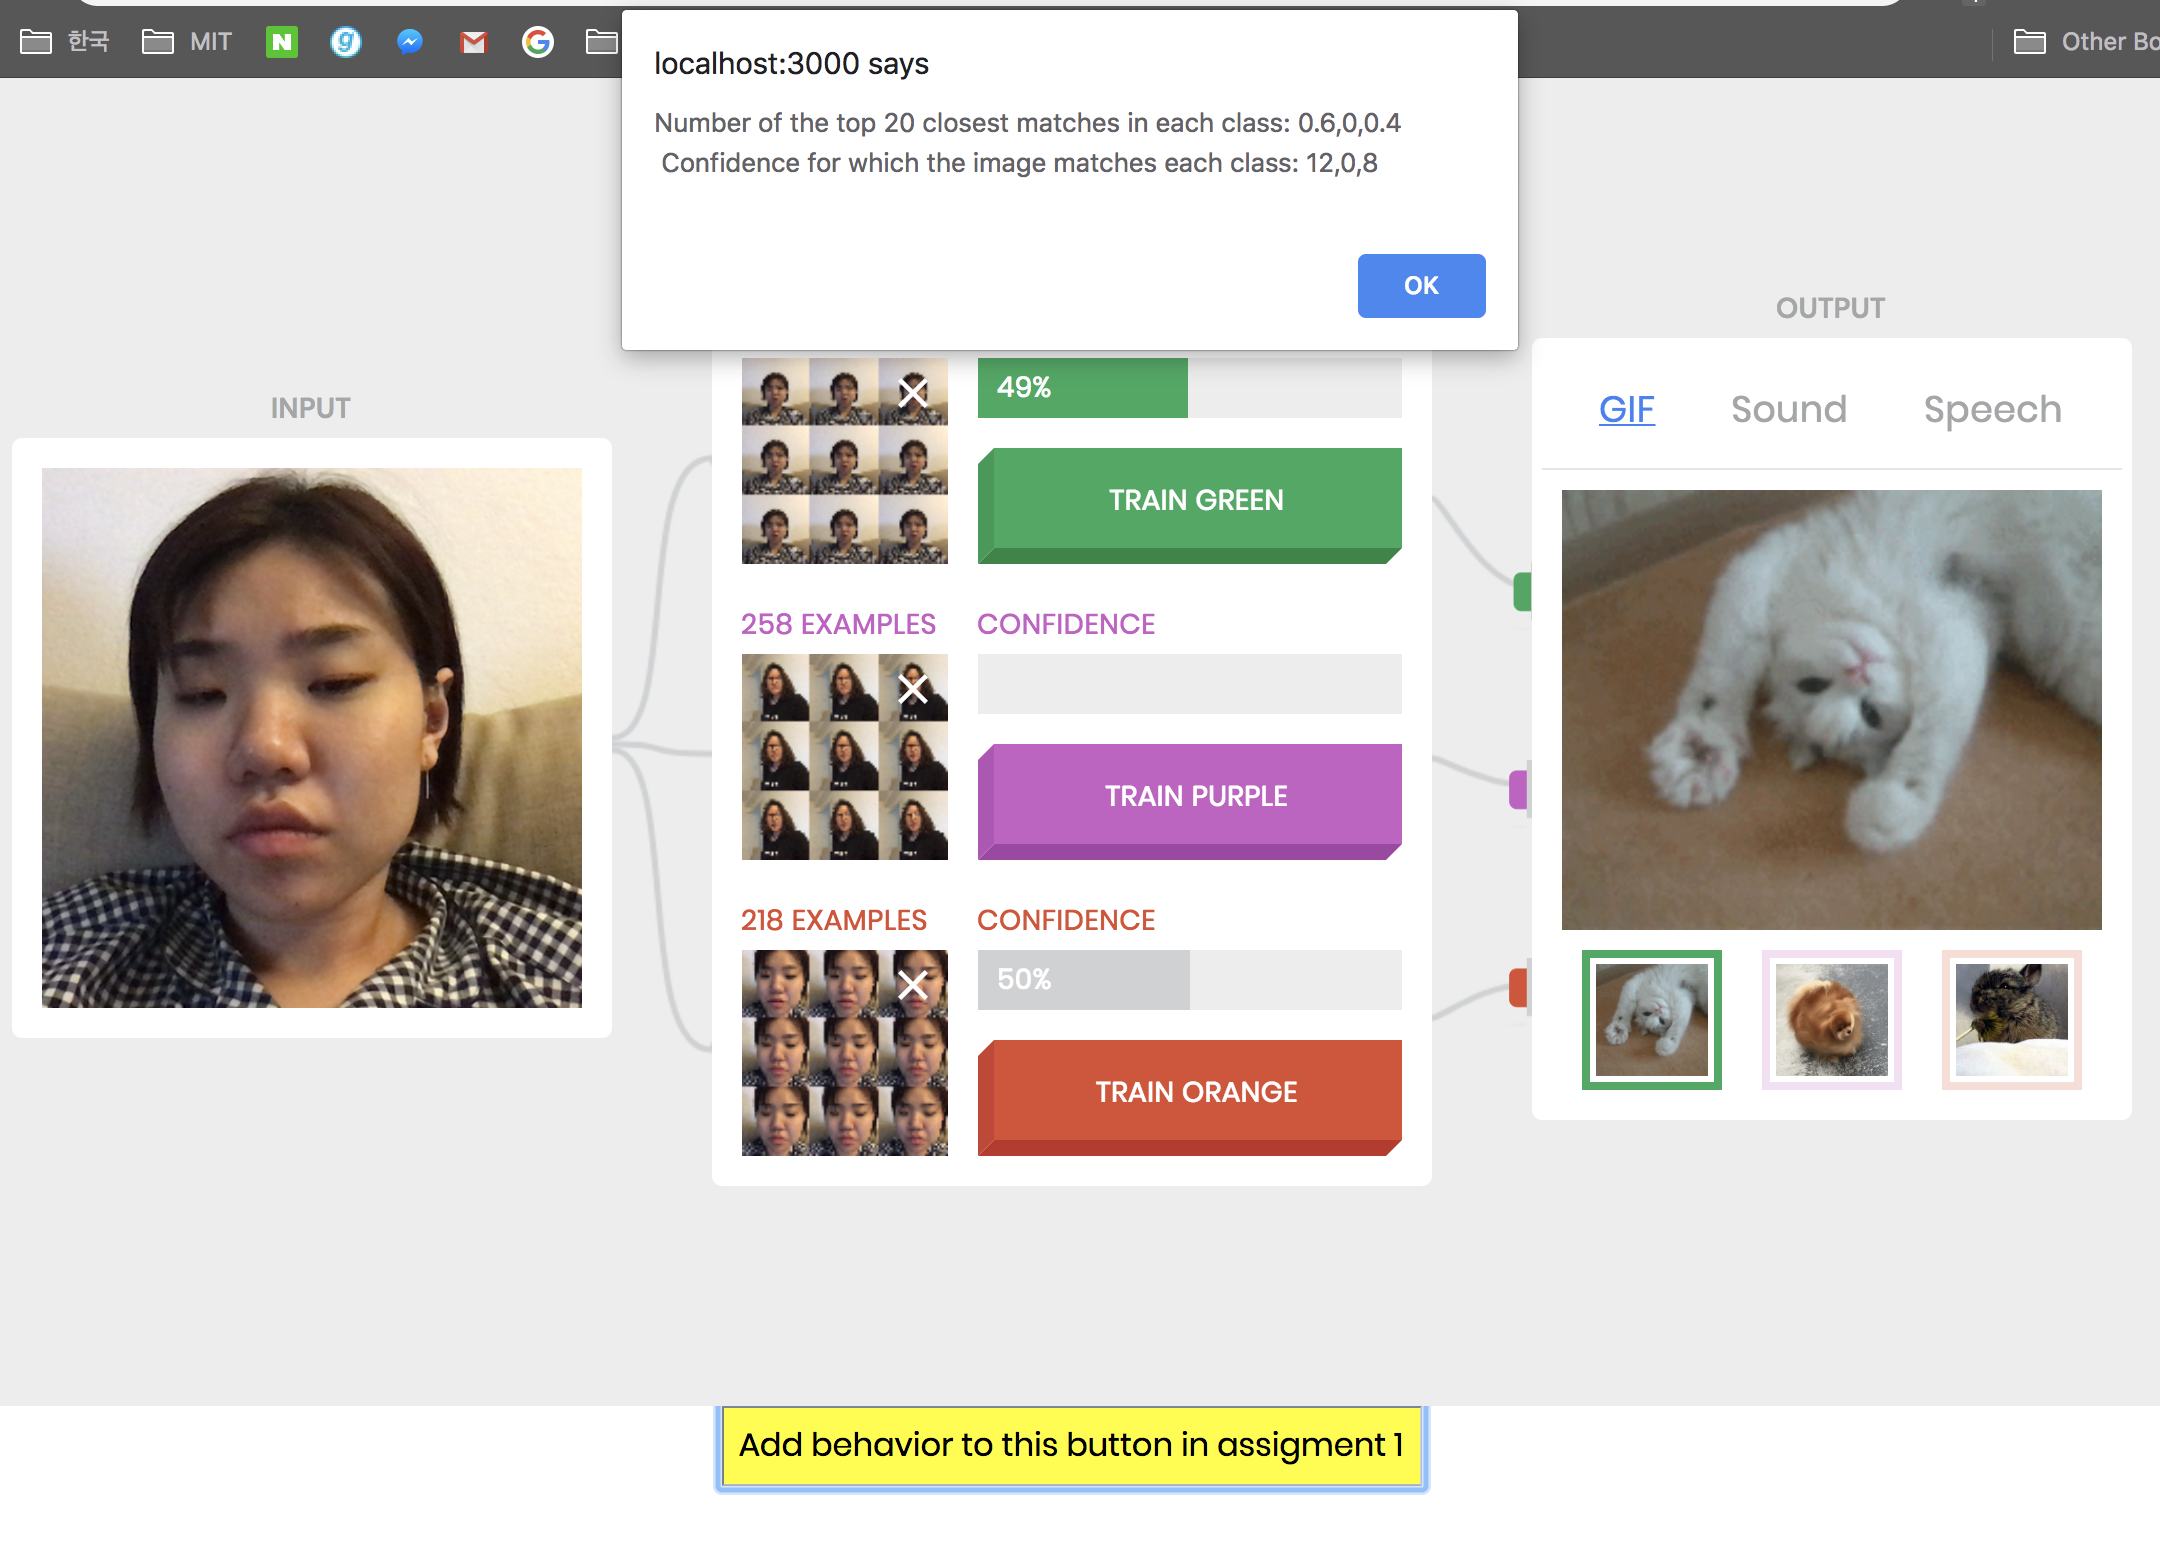 한국
MIT
N
g
G
Other Bo
localhost:3000 says
Number of the top 20 closest matches in each class: 0.6,0,0.4
Confidence for which the image matches each class: 12,0,8
OK
INPUT
49%
TRAIN GREEN
258 EXAMPLES CONFIDENCE
TRAIN PURPLE
218 EXAMPLES CONFIDENCE
50%
TRAIN ORANGE
OUTPUT
GIF Sound Speech
Add behavior to this button in assigment 1